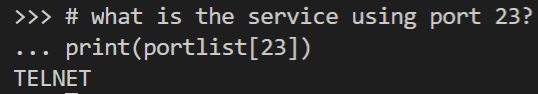 >>> # what is the service using port 23?
... print(portlist[23])
TELNET